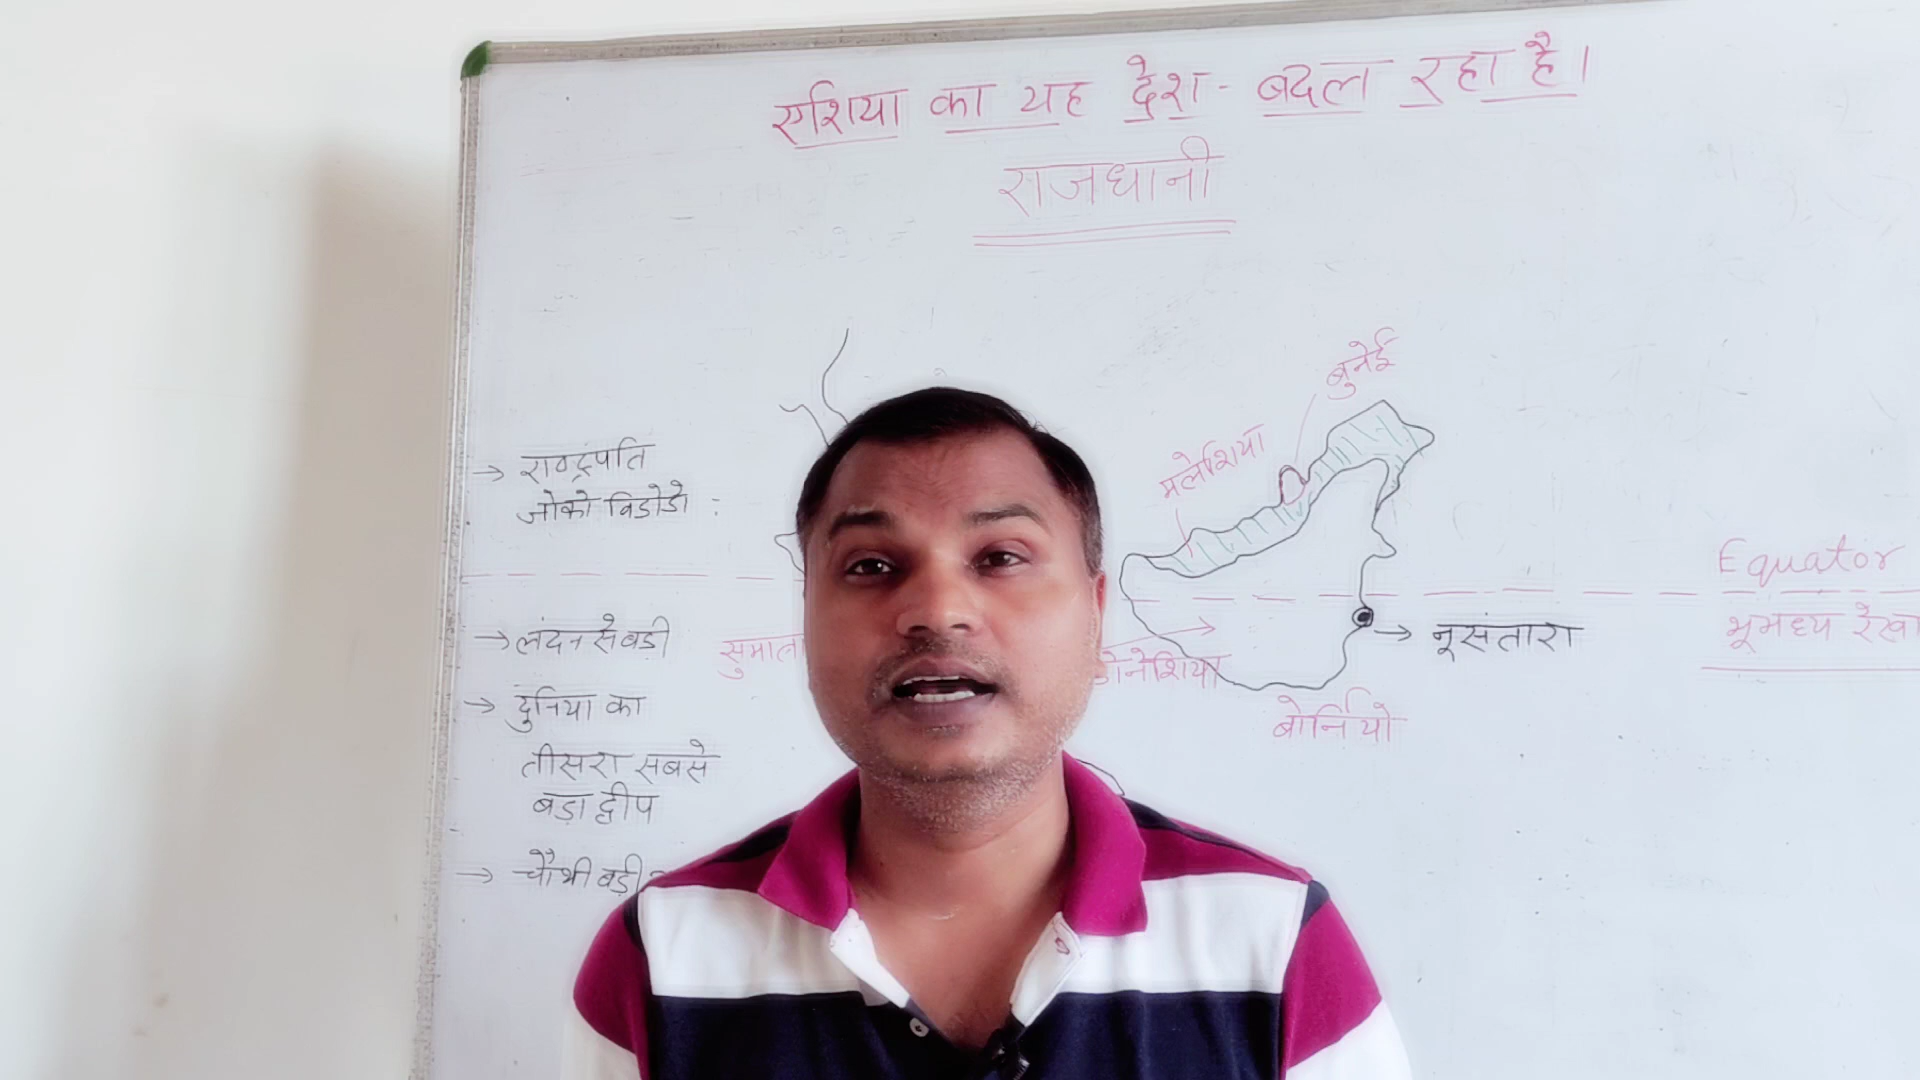 एशिया का यह देश - बदल रहा है।
राजधानी
बुनेई
मलेशिया
→ राष्ट्रपति
जोको विडोडो :
Equator
भूमध्य रेखा
→ लंदन से बड़ी
सुमात्रा
→ नूसंतारा
डोनेशिया
बोर्नियो
→ दुनिया का
तीसरा सबसे
बड़ा द्वीप
→ चौथी बड़ी